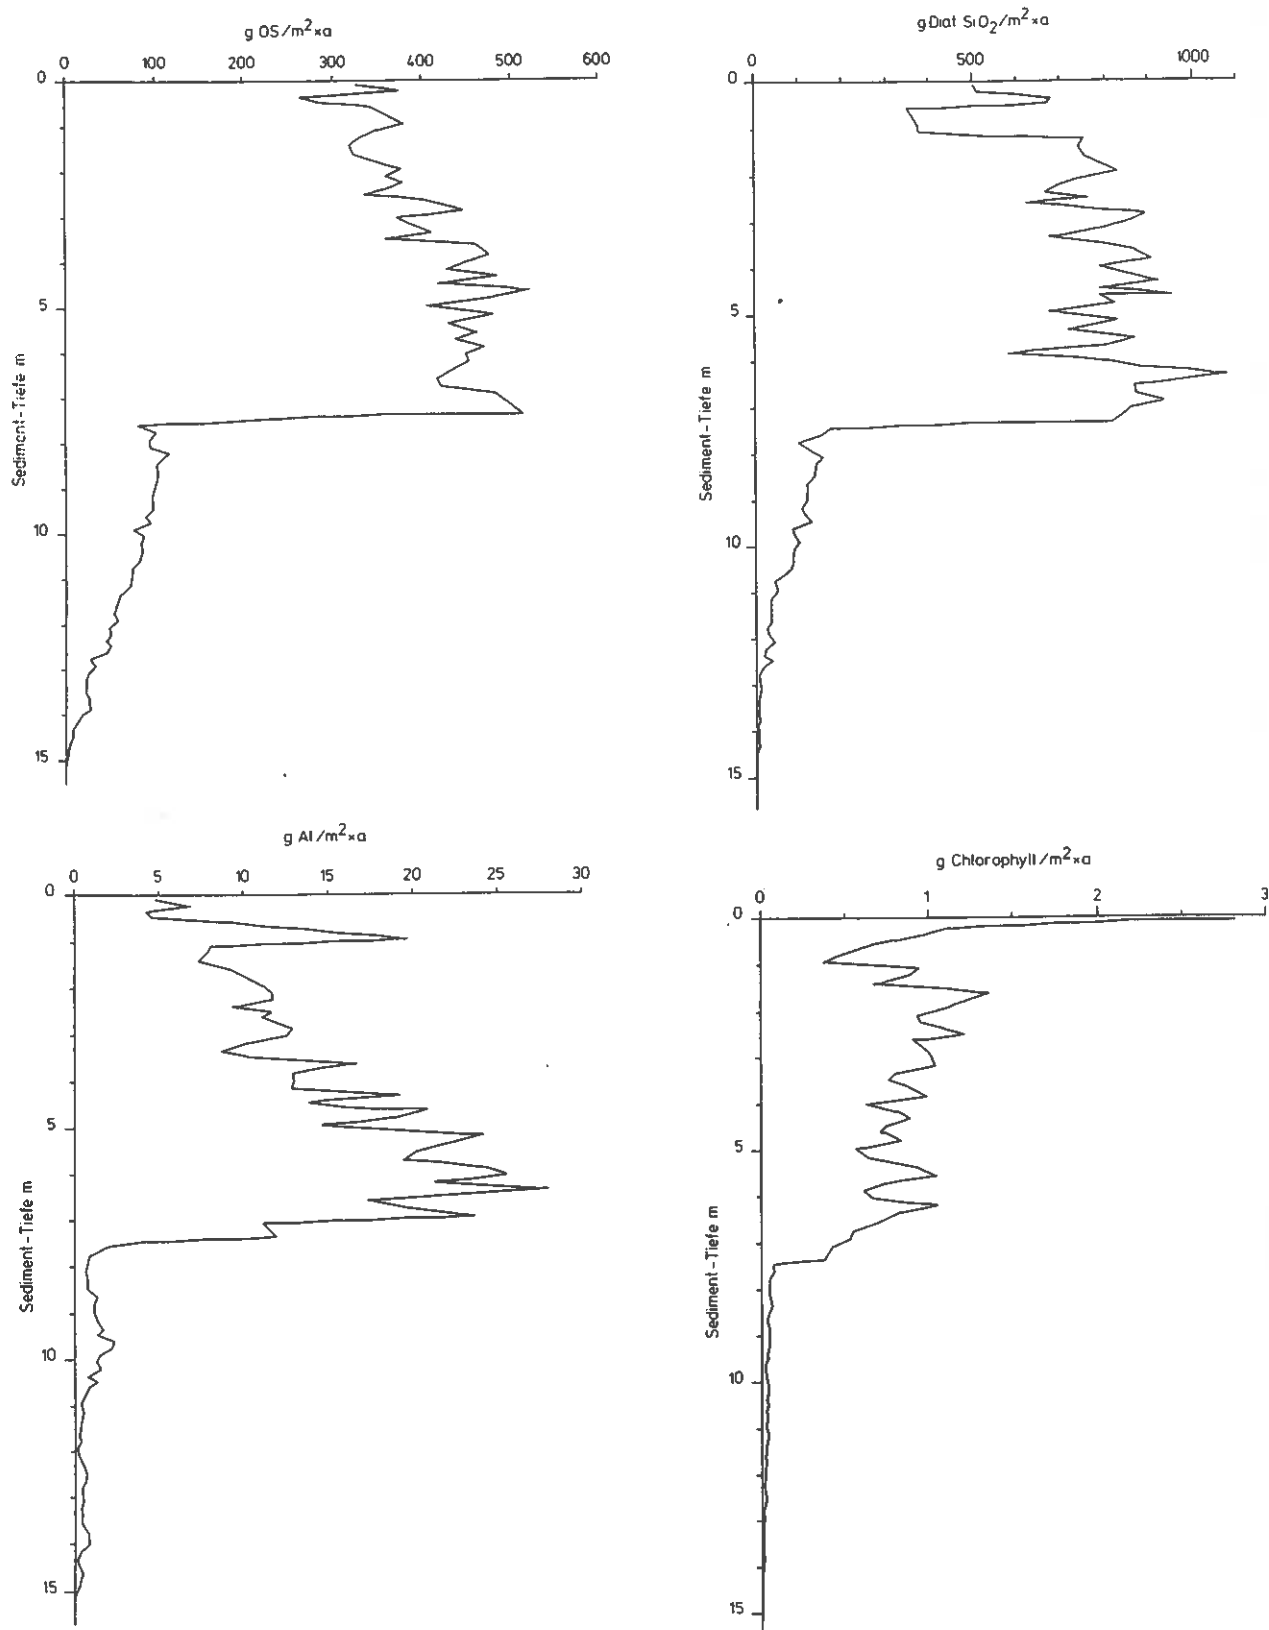 g OS/m²×a
0 100 200 300 400 500 600
0
5
10
15
Sediment-Tiefe m
g Diat SiO₂/m²×a
0 500 1000
0
5
10
15
Sediment-Tiefe m
g Al/m²×a
0 5 10 15 20 25 30
0
5
10
15
Sediment-Tiefe m
g Chlorophyll/m²×a
0 1 2 3
0
5
10
15
Sediment-Tiefe m